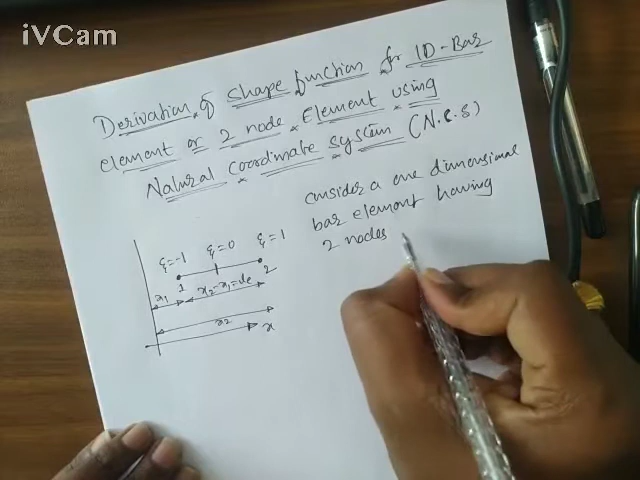 iVCam
Derivation of shape function for 1D-Bar
element or 2 node Element using
Natural coordinate system (N.C.S)
consider a one dimensional
bar element having
2 nodes
ξ=-1 ξ=0 ξ=1
1 2
x1 x2-x1=le
x2
x